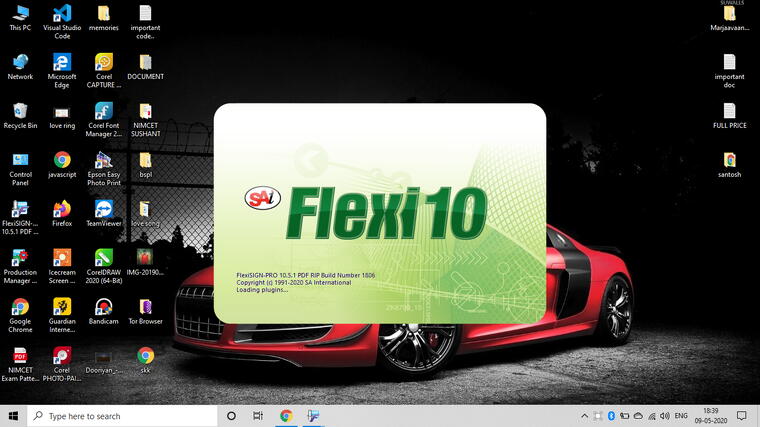 This PC
Visual Studio
Code
memories
important
code..
Network
Microsoft
Edge
Corel
CAPTURE ...
DOCUMENT
Recycle Bin
love ring
Corel Font
Manager 2...
NIMCET
SUSHANT
Control
Panel
javascript
Epson Easy
Photo Print
bspl
FlexiSIGN-...
10.5.1 PDF ...
Firefox
TeamViewer
love song
Production
Manager ...
Icecream
Screen ...
CorelDRAW
2020 (64-Bit)
IMG-20190...
Google
Chrome
Guardian
Interne...
Bandicam
Tor Browser
NIMCET
Exam Patte...
Corel
PHOTO-PAI...
Dooriyan_-...
skk
SAi
Flexi10
FlexiSIGN-PRO 10.5.1 PDF RIP Build Number 1806
Copyright (c) 1991-2020 SA International
Loading plugins...
Marjaavaan...
important
doc
FULL PRICE
santosh
Type here to search
ENG
18:39
09-05-2020